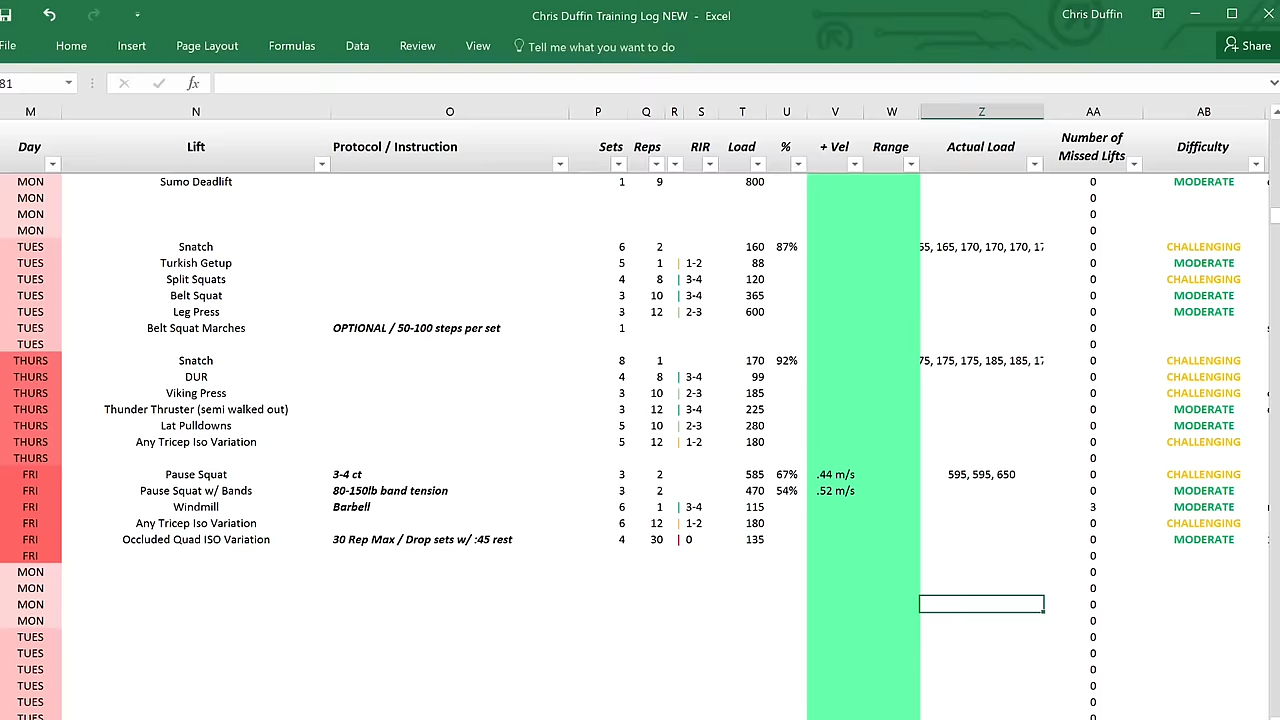 Chris Duffin Training Log NEW - Excel
Chris Duffin
File Home Insert Page Layout Formulas Data Review View Tell me what you want to do
Share
81 fx
M N O P Q R S T U V W Z AA AB
Day Lift Protocol / Instruction Sets Reps RIR Load % + Vel Range Actual Load Number of Missed Lifts Difficulty
MON Sumo Deadlift 1 9 800 0 MODERATE
MON 0
MON 0
MON 0
TUES Snatch 6 2 160 87% 165, 170, 170, 170, 0 CHALLENGING
TUES Turkish Getup 5 1 1-2 88 0 MODERATE
TUES Split Squats 4 8 3-4 120 0 CHALLENGING
TUES Belt Squat 3 10 3-4 365 0 MODERATE
TUES Leg Press 3 12 2-3 600 0 MODERATE
TUES Belt Squat Marches OPTIONAL / 50-100 steps per set 1 0
TUES 0
THURS Snatch 8 1 170 92% 175, 175, 185, 185, 0 CHALLENGING
THURS DUR 4 8 3-4 99 0 CHALLENGING
THURS Viking Press 3 10 2-3 185 0 CHALLENGING
THURS Thunder Thruster (semi walked out) 3 12 3-4 225 0 MODERATE
THURS Lat Pulldowns 5 10 2-3 280 0 MODERATE
THURS Any Tricep Iso Variation 5 12 1-2 180 0 CHALLENGING
THURS 0
FRI Pause Squat 3-4 ct 3 2 585 67% .44 m/s 595, 595, 650 0 CHALLENGING
FRI Pause Squat w/ Bands 80-150lb band tension 3 2 470 54% .52 m/s 0 MODERATE
FRI Windmill Barbell 6 1 3-4 115 3 MODERATE
FRI Any Tricep Iso Variation 6 12 1-2 180 0 CHALLENGING
FRI Occluded Quad ISO Variation 30 Rep Max / Drop sets w/ :45 rest 4 30 0 135 0 MODERATE
FRI 0
MON 0
MON 0
MON 0
MON 0
TUES 0
TUES 0
TUES 0
TUES 0
TUES 0
TUES 0